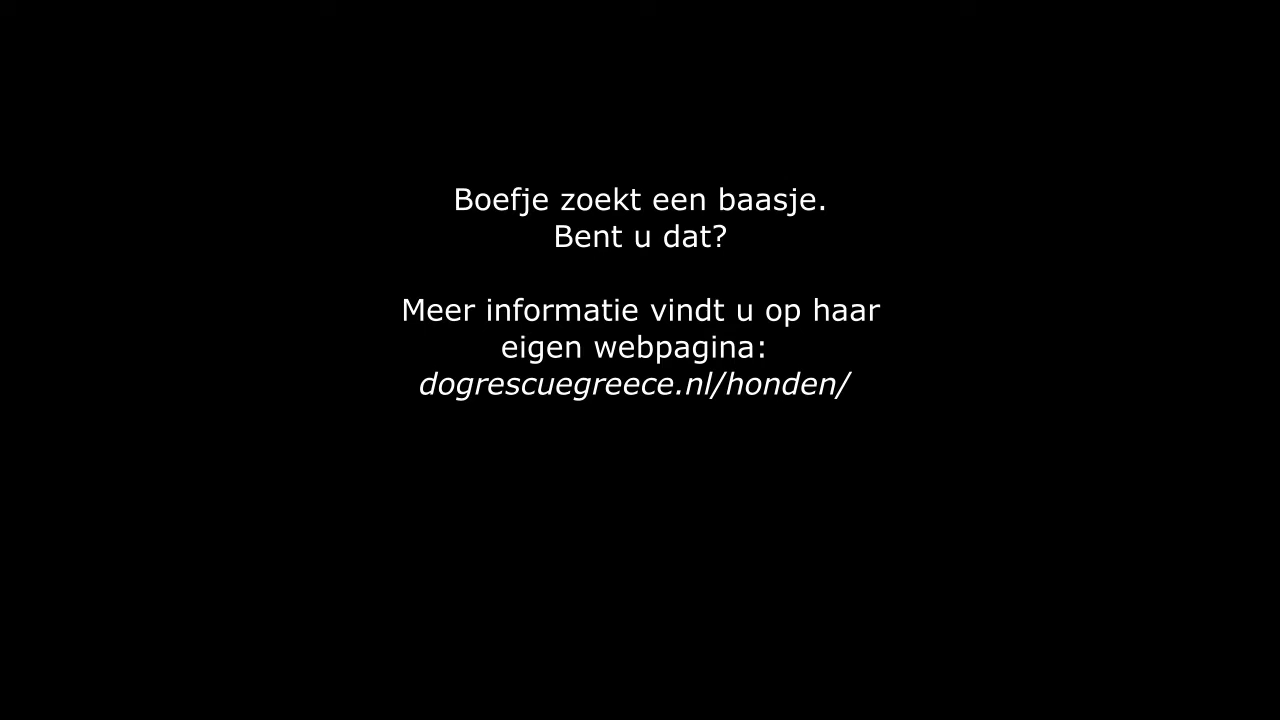 Boefje zoekt een baasje.
Bent u dat?
Meer informatie vindt u op haar
eigen webpagina:
dogrescuegreece.nl/honden/